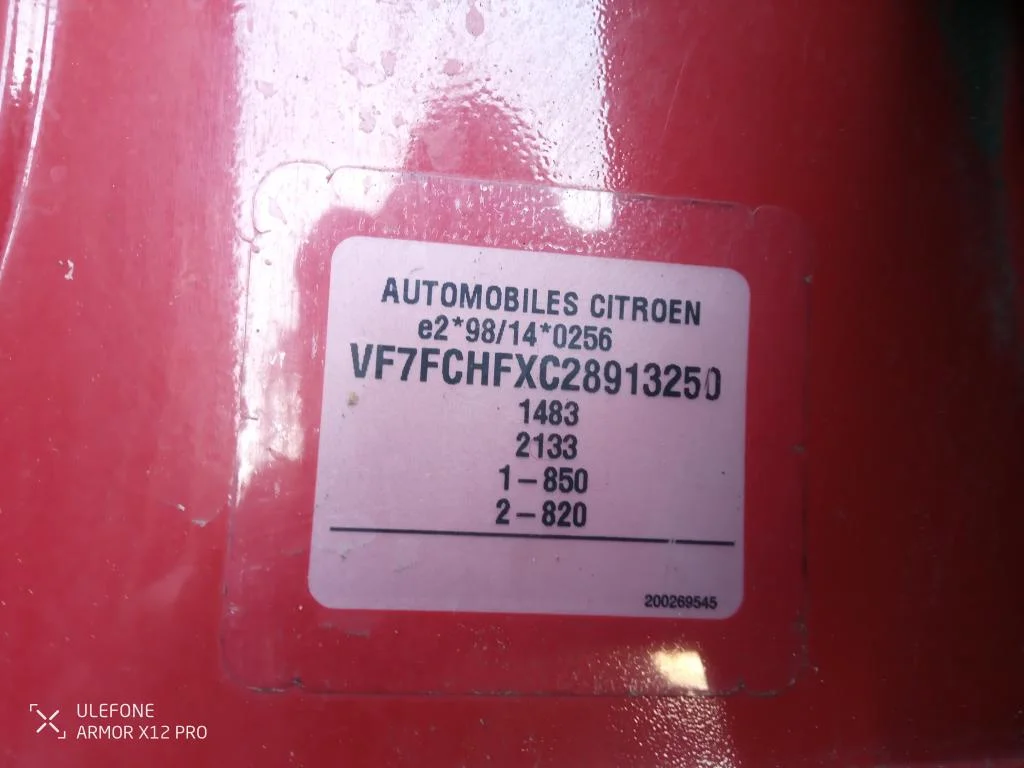 AUTOMOBILES CITROEN
e2*98/14*0256
VF7FCHFXC28913250
1483
2133
1–850
2–820
200269545
ULEFONE
ARMOR X12 PRO